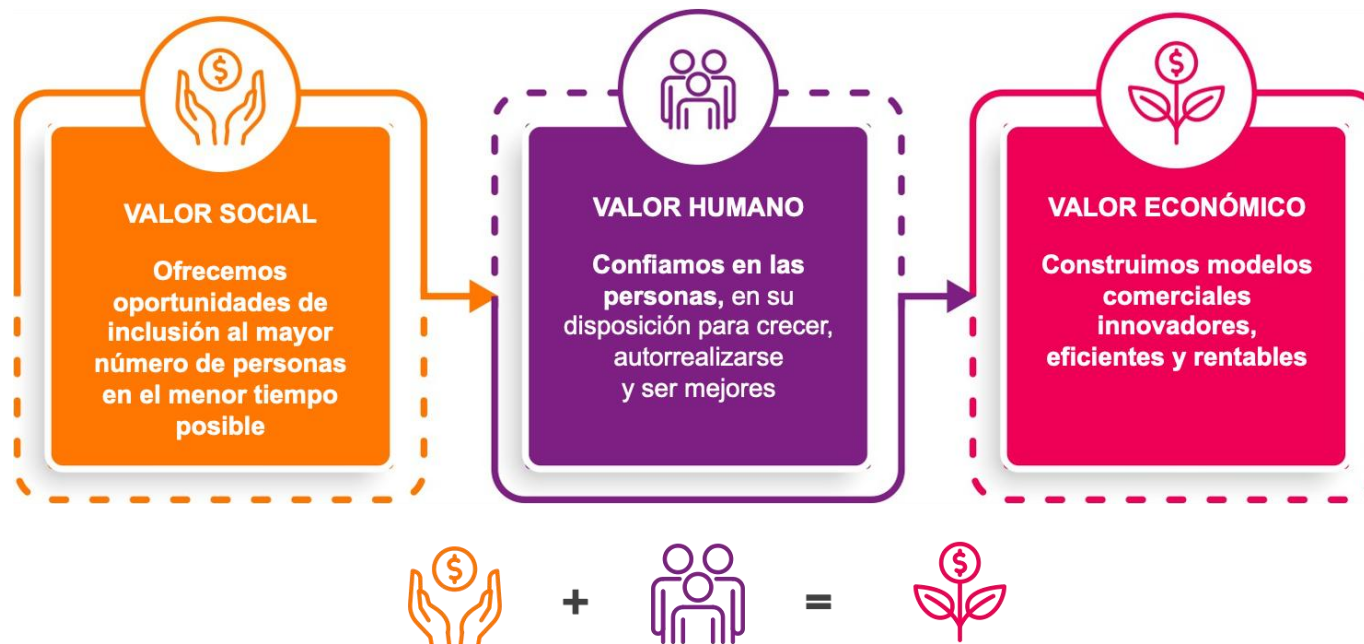 $
VALOR SOCIAL
Ofrecemos
oportunidades de
inclusión al mayor
número de personas
en el menor tiempo
posible
VALOR HUMANO
Confiamos en las
personas, en su
disposición para crecer,
autorrealizarse
y ser mejores
$
VALOR ECONÓMICO
Construimos modelos
comerciales
innovadores,
eficientes y rentables
$ + = $